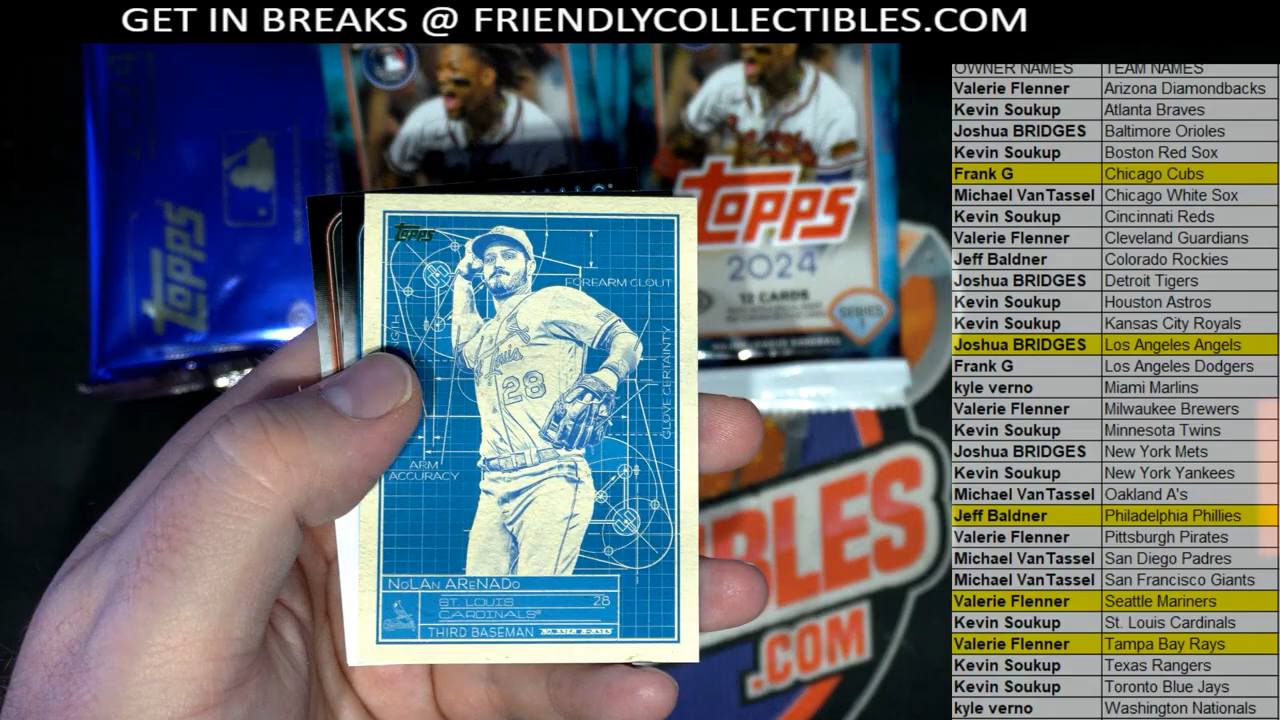 GET IN BREAKS @ FRIENDLYCOLLECTIBLES.COM
OWNER NAMES TEAM NAMES
Valerie Flenner Arizona Diamondbacks
Kevin Soukup Atlanta Braves
Joshua BRIDGES Baltimore Orioles
Kevin Soukup Boston Red Sox
Frank G Chicago Cubs
Michael VanTassel Chicago White Sox
Kevin Soukup Cincinnati Reds
Valerie Flenner Cleveland Guardians
Jeff Baldner Colorado Rockies
Joshua BRIDGES Detroit Tigers
Kevin Soukup Houston Astros
Kevin Soukup Kansas City Royals
Joshua BRIDGES Los Angeles Angels
Frank G Los Angeles Dodgers
kyle verno Miami Marlins
Valerie Flenner Milwaukee Brewers
Kevin Soukup Minnesota Twins
Joshua BRIDGES New York Mets
Kevin Soukup New York Yankees
Michael VanTassel Oakland A's
Jeff Baldner Philadelphia Phillies
Valerie Flenner Pittsburgh Pirates
Michael VanTassel San Diego Padres
Michael VanTassel San Francisco Giants
Valerie Flenner Seattle Mariners
Kevin Soukup St. Louis Cardinals
Valerie Flenner Tampa Bay Rays
Kevin Soukup Texas Rangers
Kevin Soukup Toronto Blue Jays
kyle verno Washington Nationals
2024
Topps
Topps
2024
12 CARDS
SERIES 1
Topps
FOREARM CLOUT
GLOVE CERTAINTY
28
ARM
ACCURACY
NOLAN ARENADO
ST. LOUIS 28
CARDINALS
THIRD BASEMAN
BLES
.COM